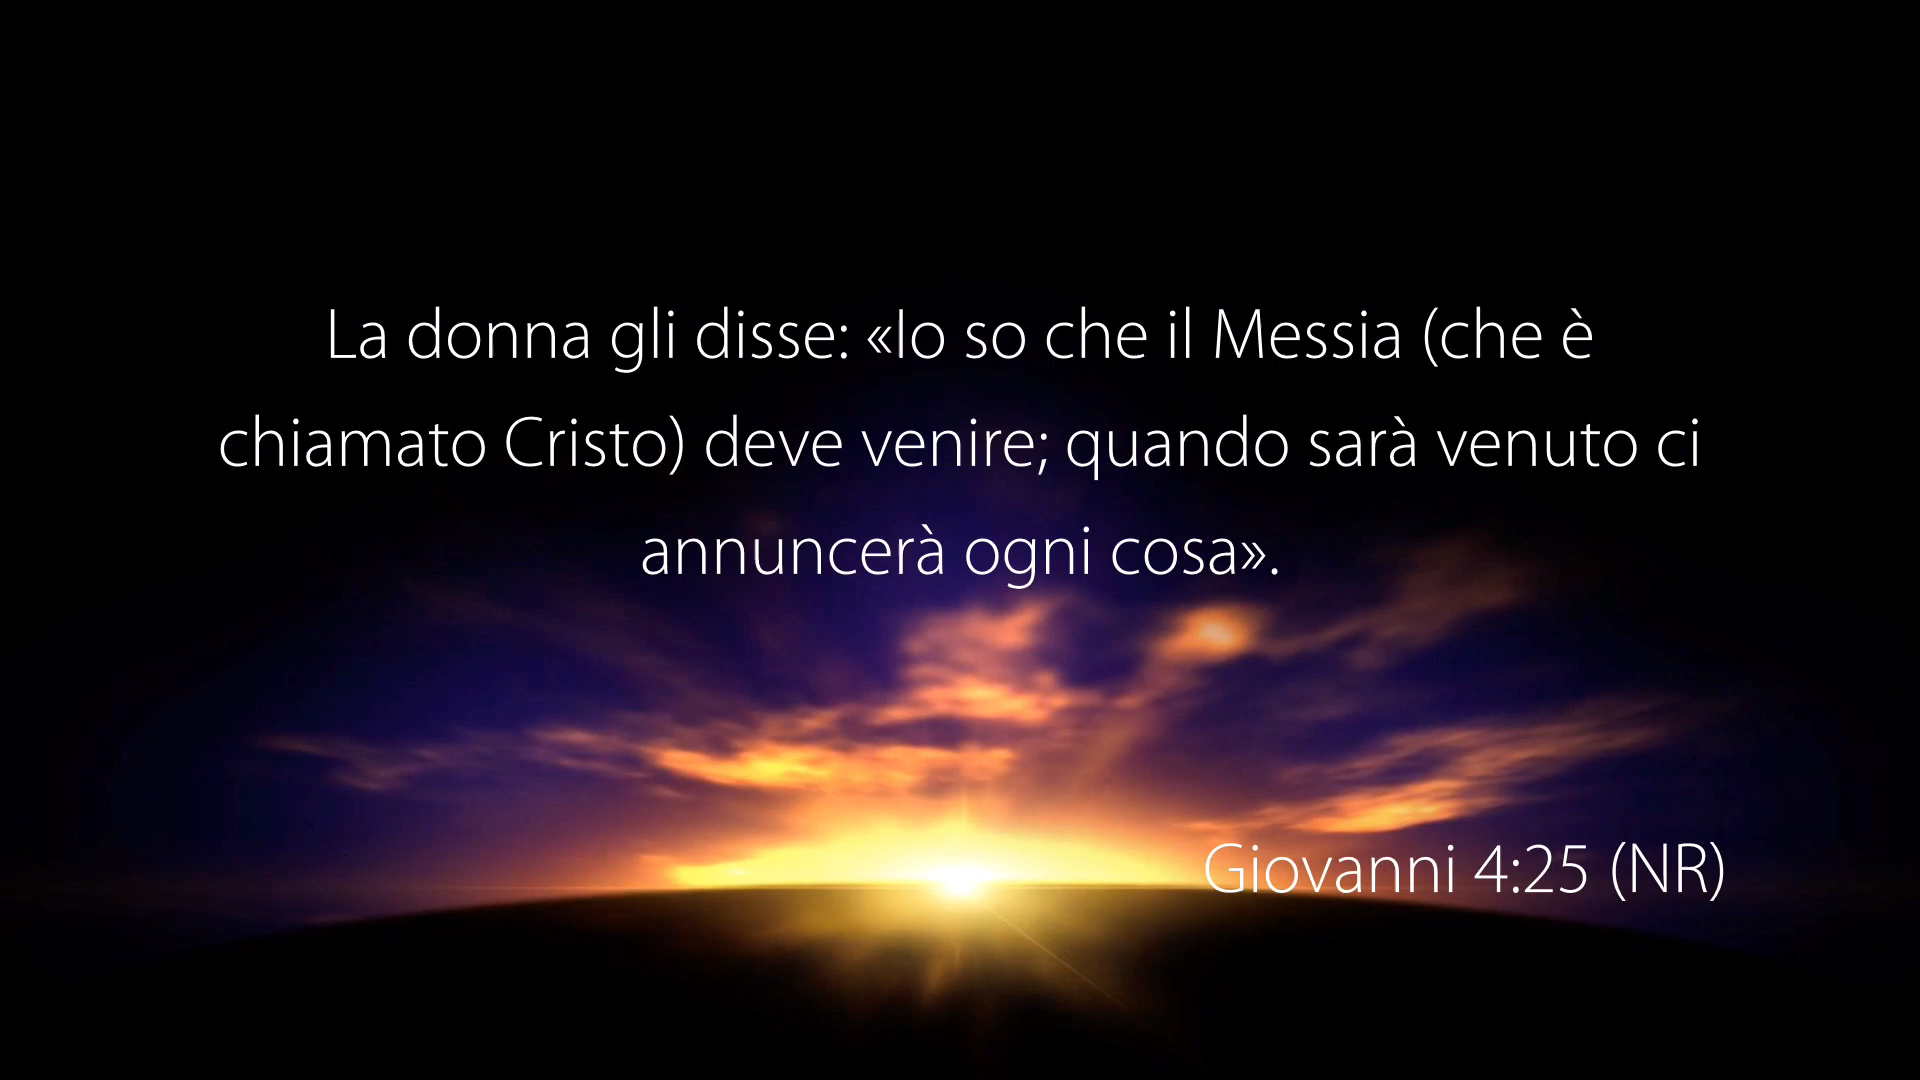 La donna gli disse: «Io so che il Messia (che è
chiamato Cristo) deve venire; quando sarà venuto ci
annuncerà ogni cosa».
Giovanni 4:25 (NR)